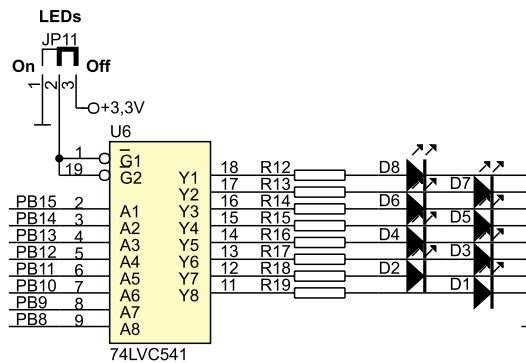 LEDs
JP11
On Off
1 2 3
+3,3V
U6
1 G1 18 R12 D8
19 G2 Y1 17 R13 D7
Y2 16 R14 D6
PB15 2 A1 Y3 15 R15 D5
PB14 3 A2 Y4 14 R16 D4
PB13 4 A3 Y5 13 R17 D3
PB12 5 A4 Y6 12 R18 D2
PB11 6 A5 Y7 11 R19 D1
PB10 7 A6 Y8
PB9 8 A7
PB8 9 A8
74LVC541